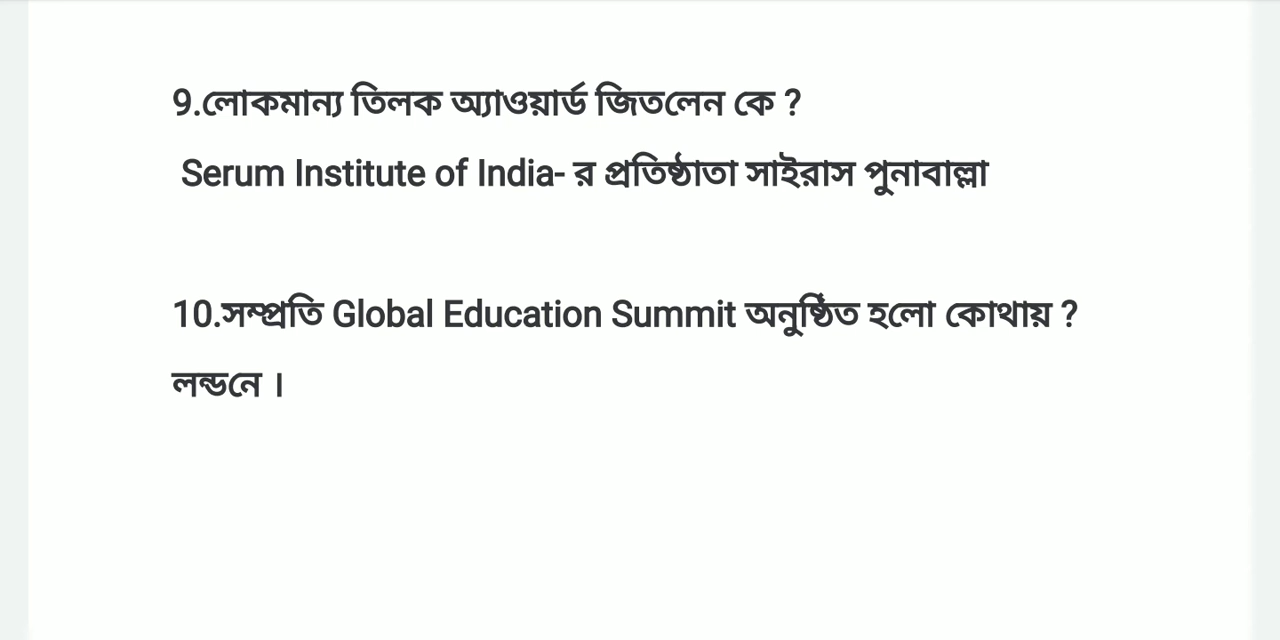 9.লোকমান্য তিলক অ্যাওয়ার্ড জিতলেন কে ?
Serum Institute of India- র প্রতিষ্ঠাতা সাইরাস পুনাবাল্লা
10.সম্প্রতি Global Education Summit অনুষ্ঠিত হলো কোথায় ?
লন্ডনে ।